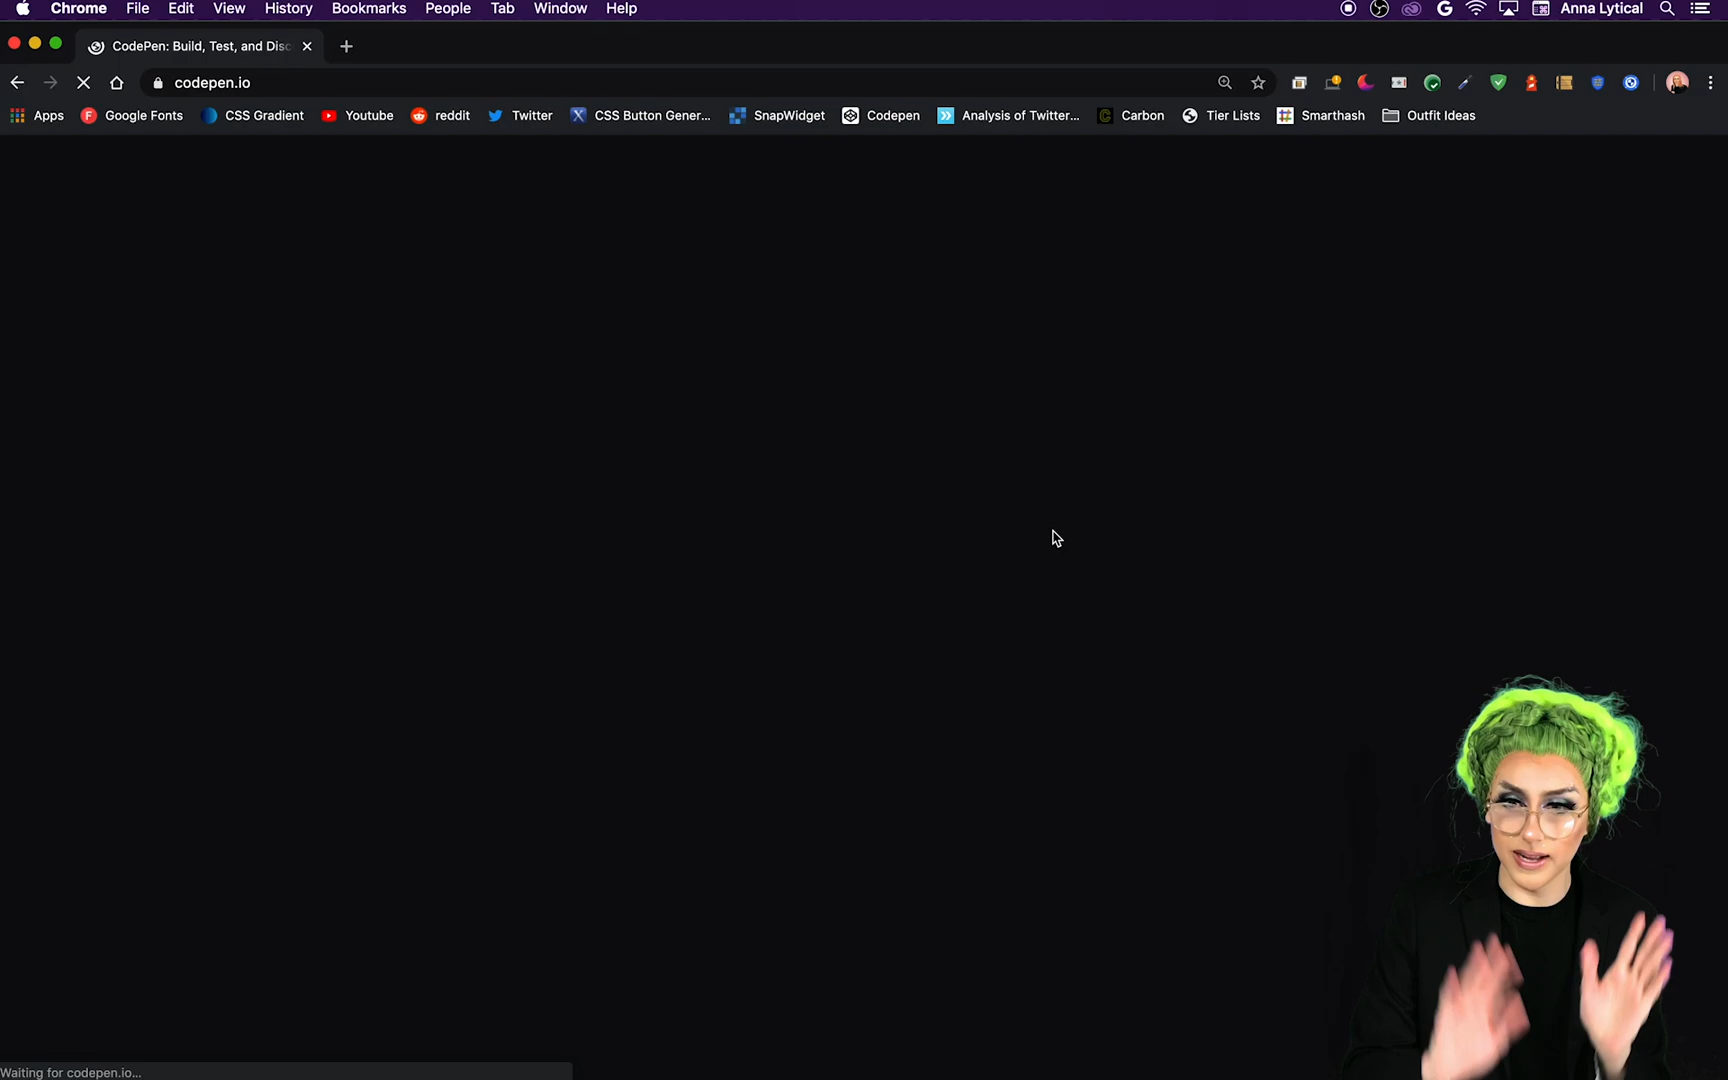 Chrome File Edit View History Bookmarks People Tab Window Help Anna Lytical
CodePen: Build, Test, and Disc
codepen.io
Apps Google Fonts CSS Gradient Youtube reddit Twitter CSS Button Gener... SnapWidget Codepen Analysis of Twitter... Carbon Tier Lists Smarthash Outfit Ideas
Waiting for codepen.io...